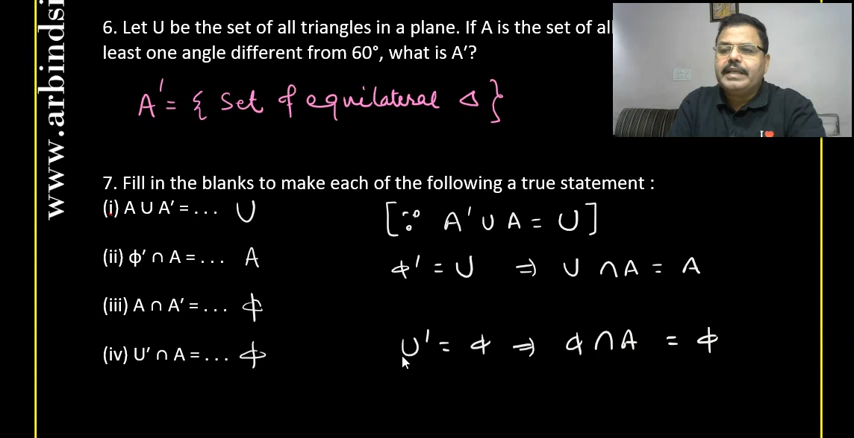 www.arbindsi
6. Let U be the set of all triangles in a plane. If A is the set of al
least one angle different from 60°, what is A′?
A' = { Set of equilateral Δ }
7. Fill in the blanks to make each of the following a true statement :
(i) A ∪ A′ = . . . U [∵ A' ∪ A = U]
(ii) ϕ′ ∩ A = . . . A ϕ' = U ⇒ U ∩ A = A
(iii) A ∩ A′ = . . . ϕ
(iv) U′ ∩ A = . . . ϕ U' = ϕ ⇒ ϕ ∩ A = ϕ
I